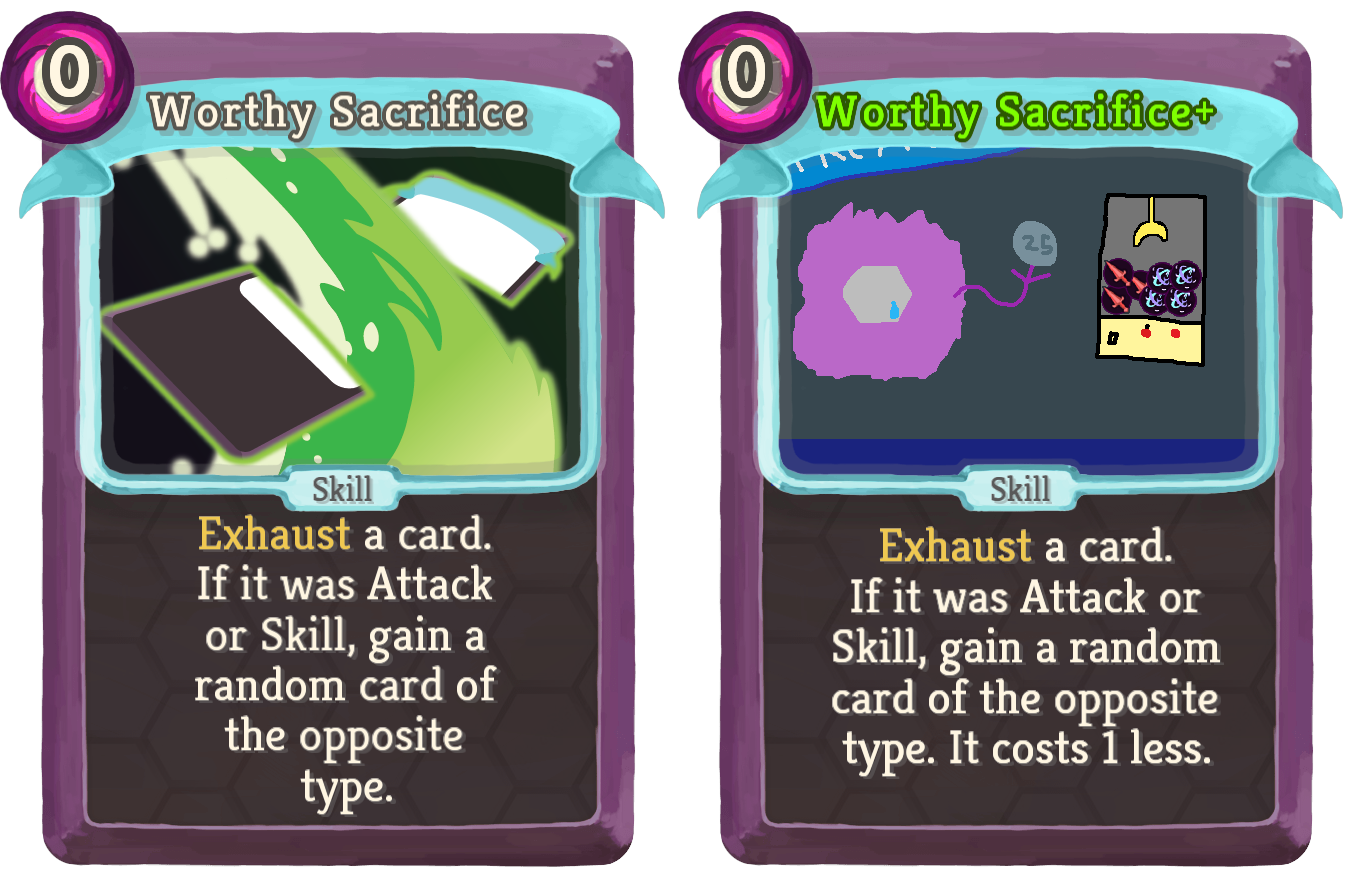 0
Worthy Sacrifice
Skill
Exhaust a card.
If it was Attack
or Skill, gain a
random card of
the opposite
type.
0
Worthy Sacrifice+
25
Skill
Exhaust a card.
If it was Attack or
Skill, gain a random
card of the opposite
type. It costs 1 less.